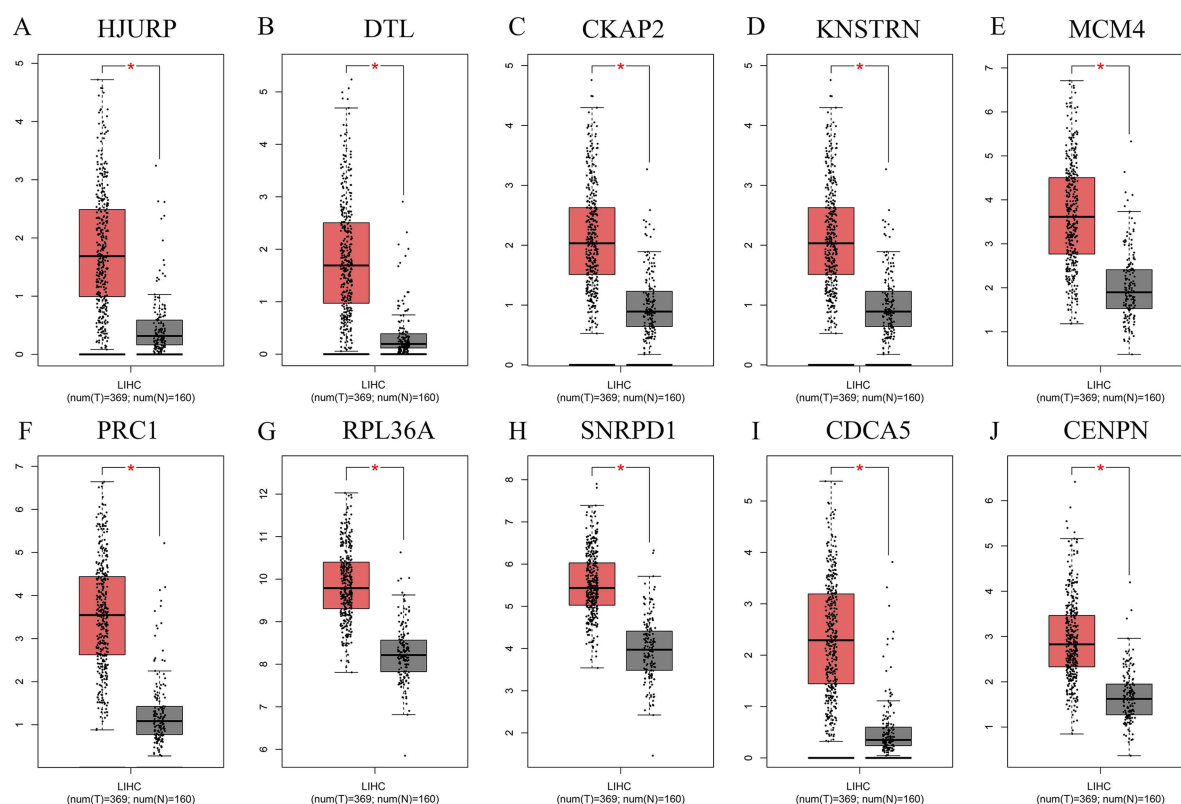 A HJURP
B DTL
C CKAP2
D KNSTRN
E MCM4
5
4
3
2
1
0
*
LIHC
(num(T)=369; num(N)=160)
5
4
3
2
1
0
*
LIHC
(num(T)=369; num(N)=160)
5
4
3
2
1
0
*
LIHC
(num(T)=369; num(N)=160)
5
4
3
2
1
0
*
LIHC
(num(T)=369; num(N)=160)
7
6
5
4
3
2
1
*
LIHC
(num(T)=369; num(N)=160)
F PRC1
G RPL36A
H SNRPD1
I CDCA5
J CENPN
7
6
5
4
3
2
1
*
LIHC
(num(T)=369; num(N)=160)
12
11
10
9
8
7
6
*
LIHC
(num(T)=369; num(N)=160)
8
7
6
5
4
3
2
*
LIHC
(num(T)=369; num(N)=160)
5
4
3
2
1
0
*
LIHC
(num(T)=369; num(N)=160)
6
5
4
3
2
1
*
LIHC
(num(T)=369; num(N)=160)